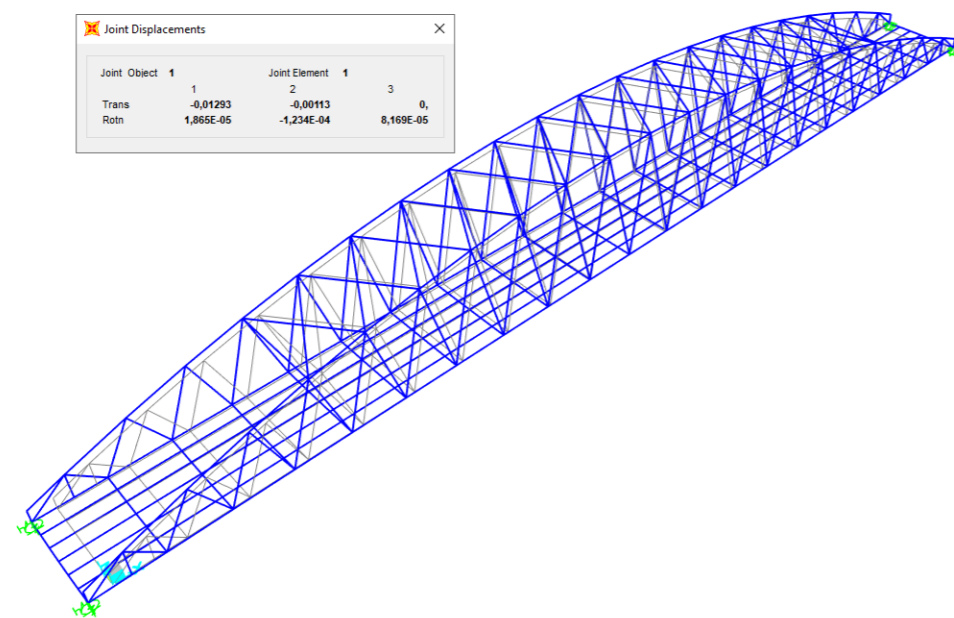 Joint Displacements
Joint Object 1 Joint Element 1
1 2 3
Trans -0,01293 -0,00113 0,
Rotn 1,865E-05 -1,234E-04 8,169E-05